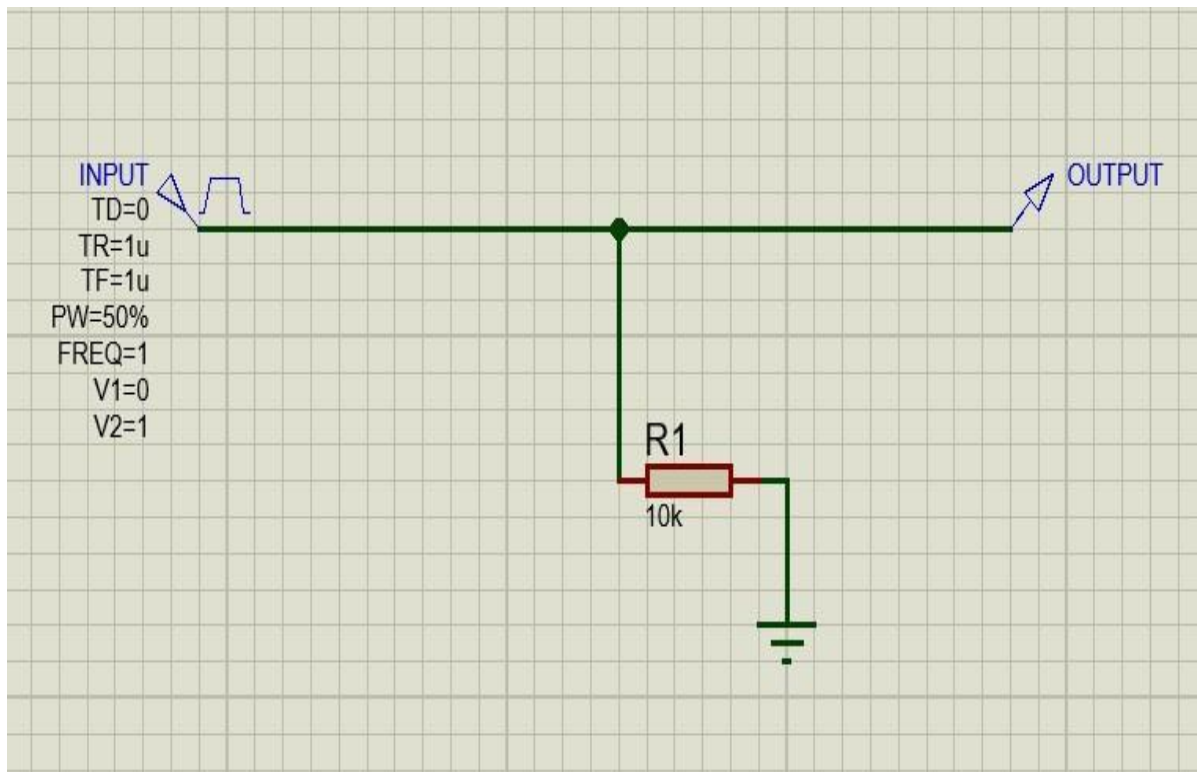 INPUT
TD=0
TR=1u
TF=1u
PW=50%
FREQ=1
V1=0
V2=1
OUTPUT
R1
10k